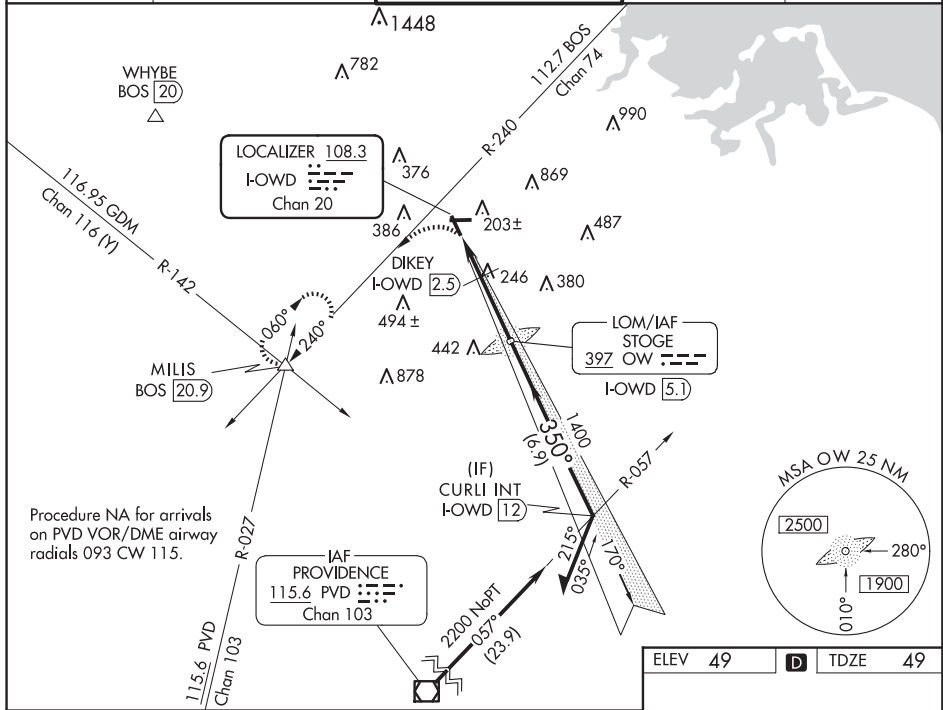 1448
782
WHYBE
BOS 20
112.7 BOS
Chan 74
990
R-240
LOCALIZER 108.3
I-OWD
Chan 20
376
869
116.95 GDM
Chan 116 (Y)
R-142
386
203±
487
DIKEY
I-OWD 2.5
246
380
494 ±
060°
240°
LOM/IAF
STOGE
397 OW
I-OWD 5.1
442
MILIS
BOS 20.9
878
1400
350°
(6.9)
R-057
(IF)
CURLI INT
I-OWD 12
MSA OW 25 NM
2500
280°
1900
010°
Procedure NA for arrivals
on PVD VOR/DME airway
radials 093 CW 115.
R-027
215°
035°
170°
IAF
PROVIDENCE
115.6 PVD
Chan 103
2200 NoPT
057°
(23.9)
115.6 PVD
Chan 103
ELEV 49 D TDZE 49